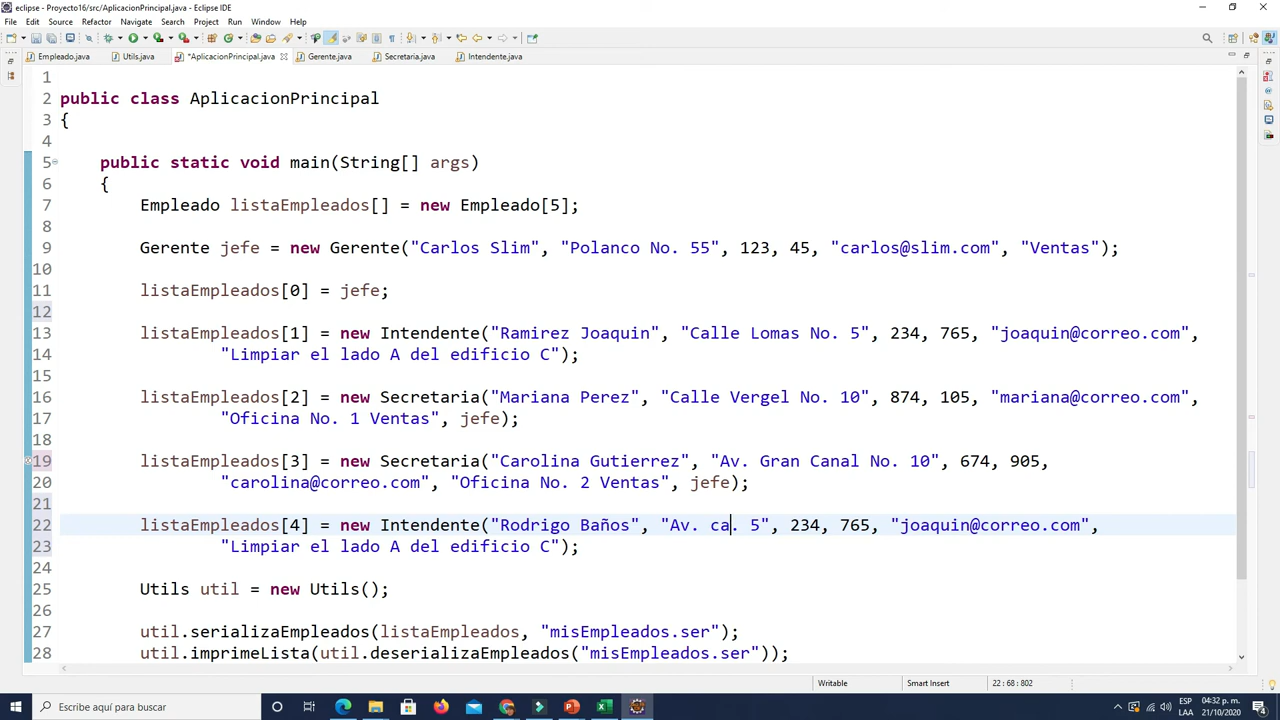 eclipse - Proyecto16/src/AplicacionPrincipal.java - Eclipse IDE
File Edit Source Refactor Navigate Search Project Run Window Help
Empleado.java Utils.java *AplicacionPrincipal.java Gerente.java Secretaria.java Intendente.java
1
2 public class AplicacionPrincipal
3 {
4
5 public static void main(String[] args)
6 {
7 Empleado listaEmpleados[] = new Empleado[5];
8
9 Gerente jefe = new Gerente("Carlos Slim", "Polanco No. 55", 123, 45, "carlos@slim.com", "Ventas");
10
11 listaEmpleados[0] = jefe;
12
13 listaEmpleados[1] = new Intendente("Ramirez Joaquin", "Calle Lomas No. 5", 234, 765, "joaquin@correo.com",
14 "Limpiar el lado A del edificio C");
15
16 listaEmpleados[2] = new Secretaria("Mariana Perez", "Calle Vergel No. 10", 874, 105, "mariana@correo.com",
17 "Oficina No. 1 Ventas", jefe);
18
19 listaEmpleados[3] = new Secretaria("Carolina Gutierrez", "Av. Gran Canal No. 10", 674, 905,
20 "carolina@correo.com", "Oficina No. 2 Ventas", jefe);
21
22 listaEmpleados[4] = new Intendente("Rodrigo Baños", "Av. ca. 5", 234, 765, "joaquin@correo.com",
23 "Limpiar el lado A del edificio C");
24
25 Utils util = new Utils();
26
27 util.serializaEmpleados(listaEmpleados, "misEmpleados.ser");
28 util.imprimeLista(util.deserializaEmpleados("misEmpleados.ser"));
Writable Smart Insert 22 : 68 : 802
Escribe aquí para buscar
ESP 04:32 p. m.
LAA 21/10/2020 4